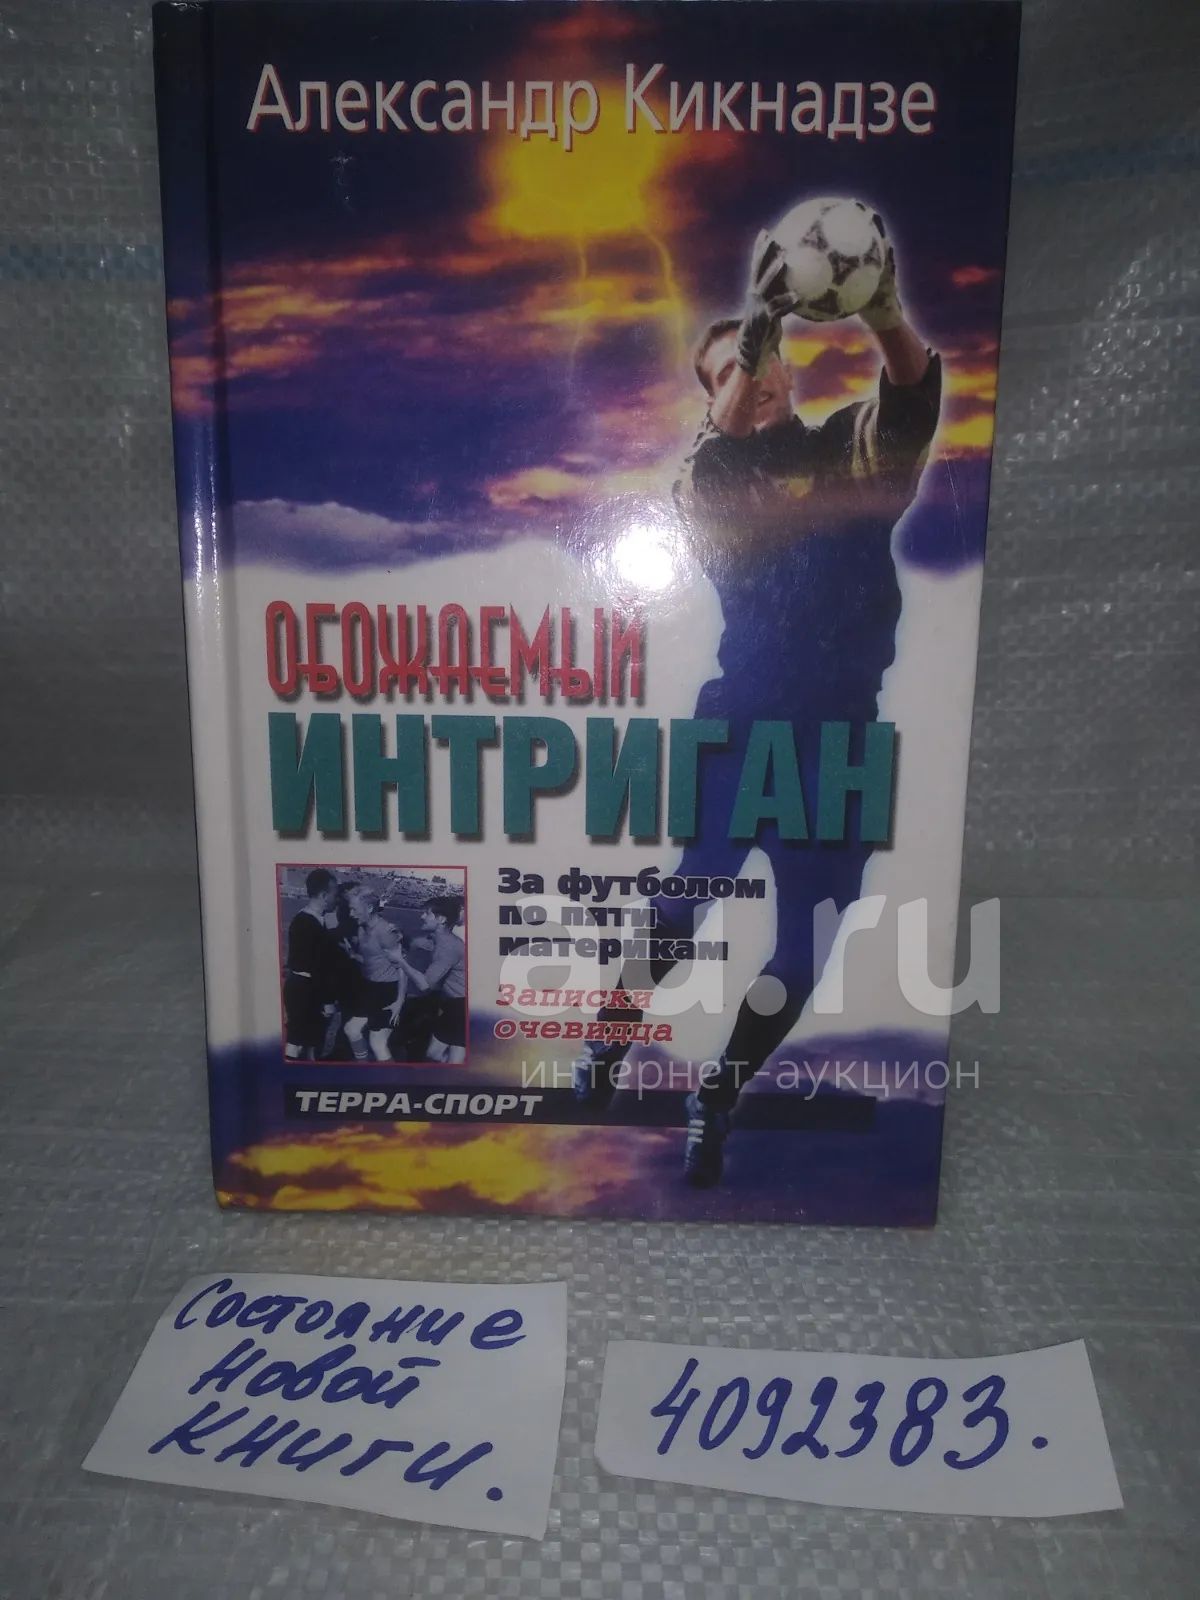 Александр Кикнадзе
ОБОЖАЕМЫЙ
ИНТРИГАН
За футболом
по пяти
материкам
Записки
очевидца
au.ru
интернет-аукцион
ТЕРРА-СПОРТ
Состояние
новой
книги.
4092383.